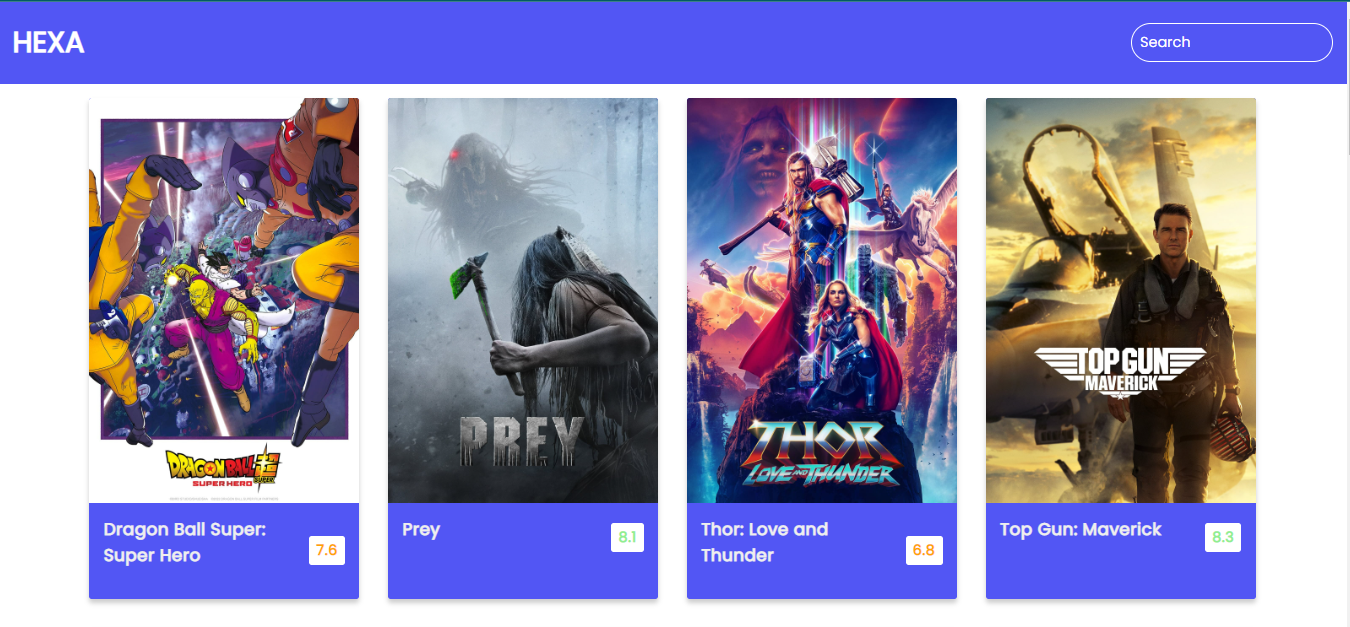 HEXA
Search
DRAGON BALL 超
SUPER
SUPER HERO
PREY
THOR
LOVE AND THUNDER
TOP GUN
MAVERICK
Dragon Ball Super:
Super Hero
7.6
Prey
8.1
Thor: Love and
Thunder
6.8
Top Gun: Maverick
8.3